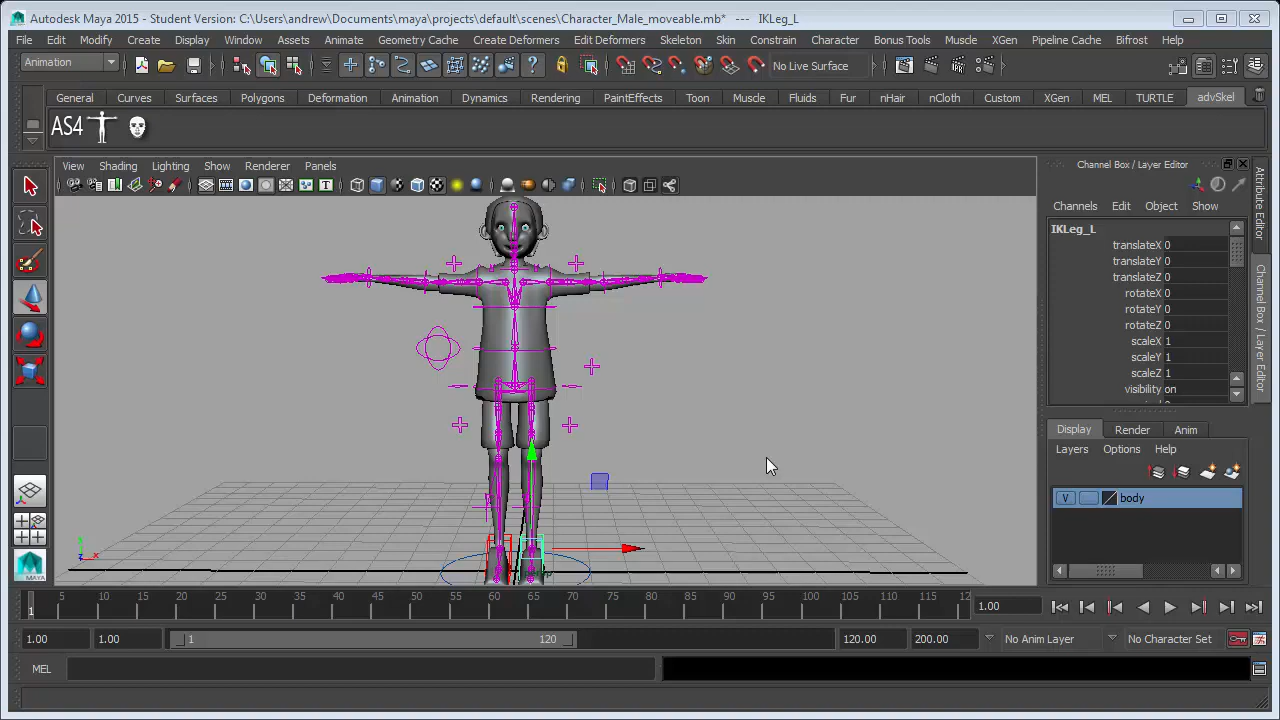 Autodesk Maya 2015 - Student Version: C:\Users\andrew\Documents\maya\projects\default\scenes\Character_Male_moveable.mb* --- IKLeg_L
File Edit Modify Create Display Window Assets Animate Geometry Cache Create Deformers Edit Deformers Skeleton Skin Constrain Character Bonus Tools Muscle XGen Pipeline Cache Bifrost Help
Animation No Live Surface
General Curves Surfaces Polygons Deformation Animation Dynamics Rendering PaintEffects Toon Muscle Fluids Fur nHair nCloth Custom XGen MEL TURTLE advSkel
AS4
View Shading Lighting Show Renderer Panels
Channel Box / Layer Editor
Channels Edit Object Show
IKLeg_L
translateX 0
translateY 0
translateZ 0
rotateX 0
rotateY 0
rotateZ 0
scaleX 1
scaleY 1
scaleZ 1
visibility on
Attribute Editor
Channel Box / Layer Editor
Display Render Anim
Layers Options Help
V body
MAYA
1 5 10 15 20 25 30 35 40 45 50 55 60 65 70 75 80 85 90 95 100 105 110 115 12
1.00
1.00 1.00 1 120 120.00 200.00 No Anim Layer No Character Set
MEL